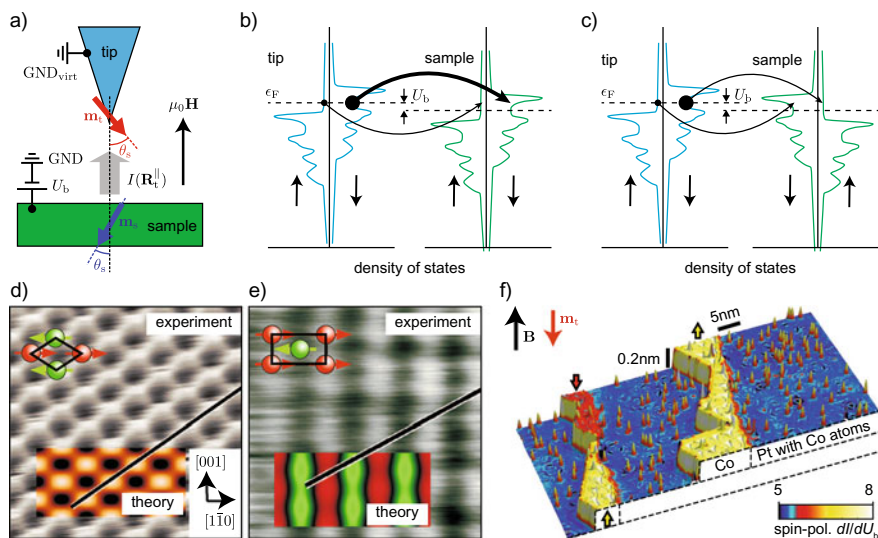 a)
tip
GND_virt
m_t
θ_s
μ₀H
GND
U_b
I(R_t^∥)
m_s
sample
θ_s
b)
tip
sample
ϵ_F
U_b
density of states
c)
tip
sample
ϵ_F
U_b
density of states
d)
experiment
theory
[001]
[11̄0]
e)
experiment
theory
f)
B
m_t
5nm
0.2nm
Co
Pt with Co atoms
5
8
spin-pol. dI/dU_b